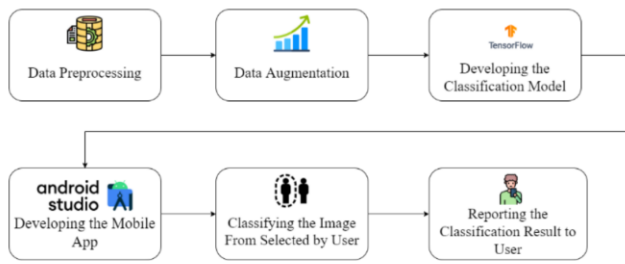 Data Preprocessing
Data Augmentation
TensorFlow
Developing the
Classification Model
android
studio
Developing the Mobile
App
Classifying the Image
From Selected by User
Reporting the
Classification Result to
User